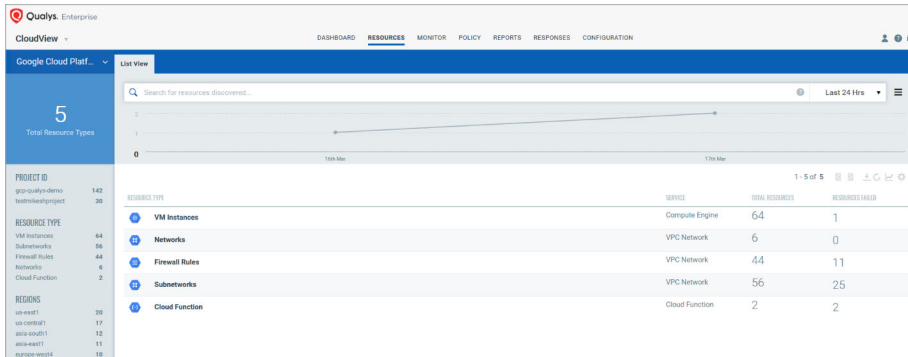 Qualys. Enterprise
CloudView
DASHBOARD RESOURCES MONITOR POLICY REPORTS RESPONSES CONFIGURATION
Google Cloud Platf...
List View
5
Total Resource Types
Search for resources discovered...
Last 24 Hrs
2
1
0
16th Mar
17th Mar
1 - 5 of 5
PROJECT ID
gcp-qualys-demo 142
testmikeshproject 30
RESOURCE TYPE
VM Instances 64
Subnetworks 56
Firewall Rules 44
Networks 6
Cloud Function 2
REGIONS
us-east1 20
us-central1 17
asia-south1 12
asia-east1 11
europe-west4 10
RESOURCE TYPE SERVICE TOTAL RESOURCES RESOURCES FAILED
VM Instances Compute Engine 64 1
Networks VPC Network 6 0
Firewall Rules VPC Network 44 11
Subnetworks VPC Network 56 25
Cloud Function Cloud Function 2 2